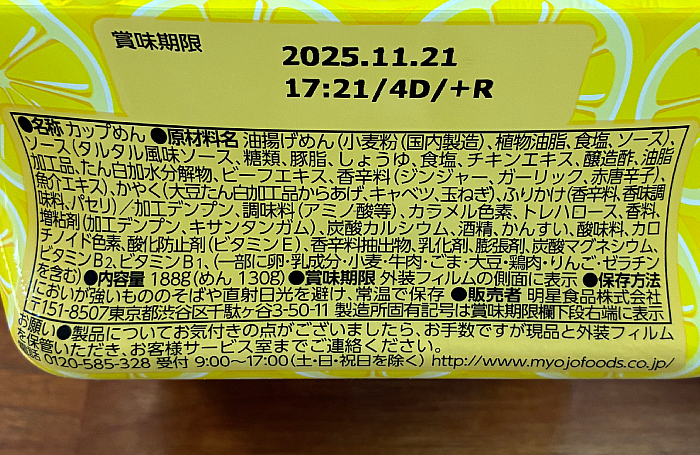 賞味期限
2025.11.21
17:21/4D/+R
●名称 カップめん ●原材料名 油揚げめん(小麦粉(国内製造)、植物油脂、食塩、ソース)、
ソース(タルタル風味ソース、糖類、豚脂、しょうゆ、食塩、チキンエキス、醸造酢、油脂
加工品、たん白加水分解物、ビーフエキス、香辛料(ジンジャー、ガーリック、赤唐辛子)、
魚介エキス)、かやく(大豆たん白加工品からあげ、キャベツ、玉ねぎ)、ふりかけ(香辛料、香味調
味料、パセリ)/加工デンプン、調味料(アミノ酸等)、カラメル色素、トレハロース、香料、
増粘剤(加工デンプン、キサンタンガム)、炭酸カルシウム、酒精、かんすい、酸味料、カロ
チノイド色素、酸化防止剤(ビタミンE)、香辛料抽出物、乳化剤、膨張剤、炭酸マグネシウム、
ビタミンB2、ビタミンB1、(一部に卵・乳成分・小麦・牛肉・ごま・大豆・鶏肉・りんご・ゼラチン
を含む) ●内容量 188g(めん 130g) ●賞味期限 外装フィルムの側面に表示 ●保存方法
においが強いもののそばや直射日光を避け、常温で保存 ●販売者 明星食品株式会社
〒151-8507東京都渋谷区千駄ヶ谷3-50-11 製造所固有記号は賞味期限欄下段右端に表示
お願い●製品についてお気付きの点がございましたら、お手数ですが現品と外装フィルム
を保管いただき、お客様サービス室までご連絡ください。
電話 0120-585-328 受付 9:00〜17:00(土・日・祝日を除く) http://www.myojofoods.co.jp/